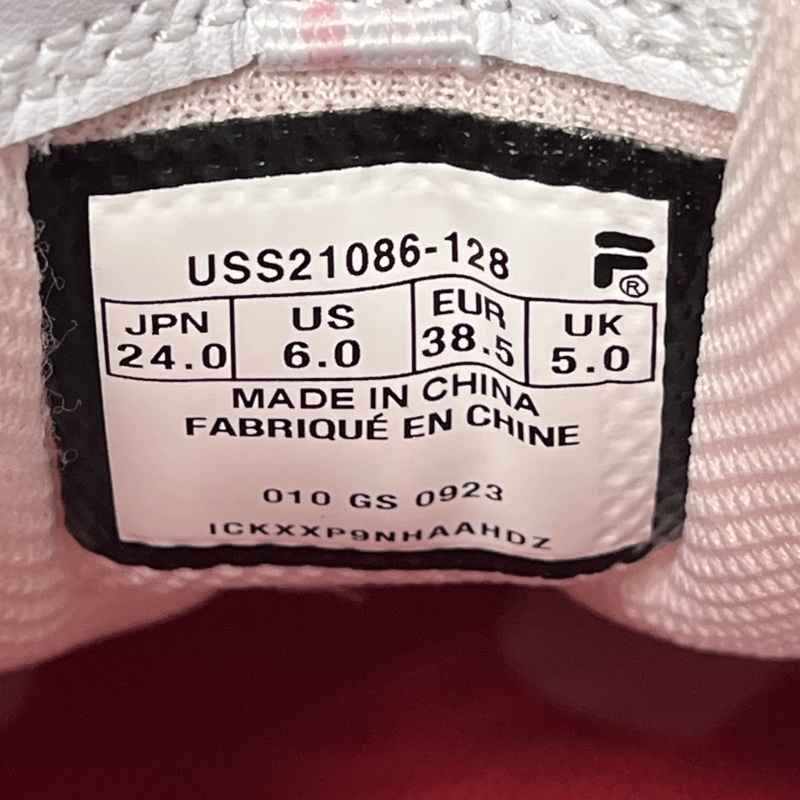 USS21086-128
®
JPN US EUR UK
24.0 6.0 38.5 5.0
MADE IN CHINA
FABRIQUÉ EN CHINE
010 GS 0923
ICKXXP9NHAAHDZ